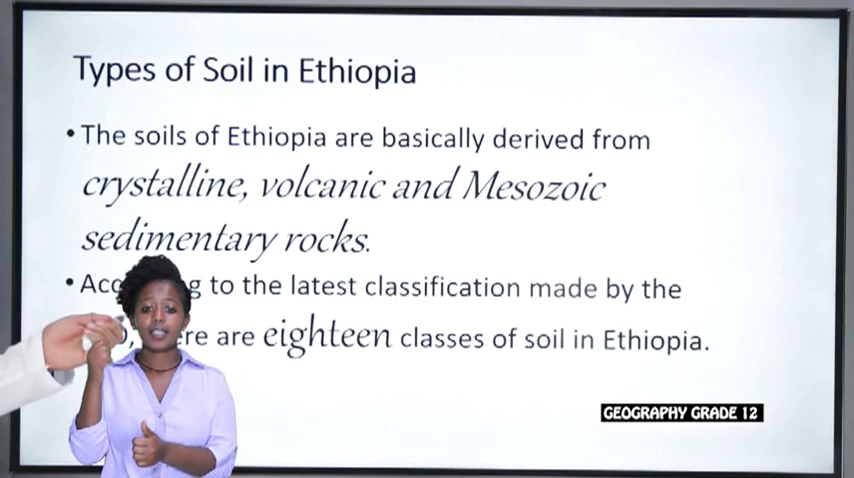 Types of Soil in Ethiopia
• The soils of Ethiopia are basically derived from
crystalline, volcanic and Mesozoic
sedimentary rocks.
• to the latest classification made by the
are eighteen classes of soil in Ethiopia.
GEOGRAPHY GRADE 12